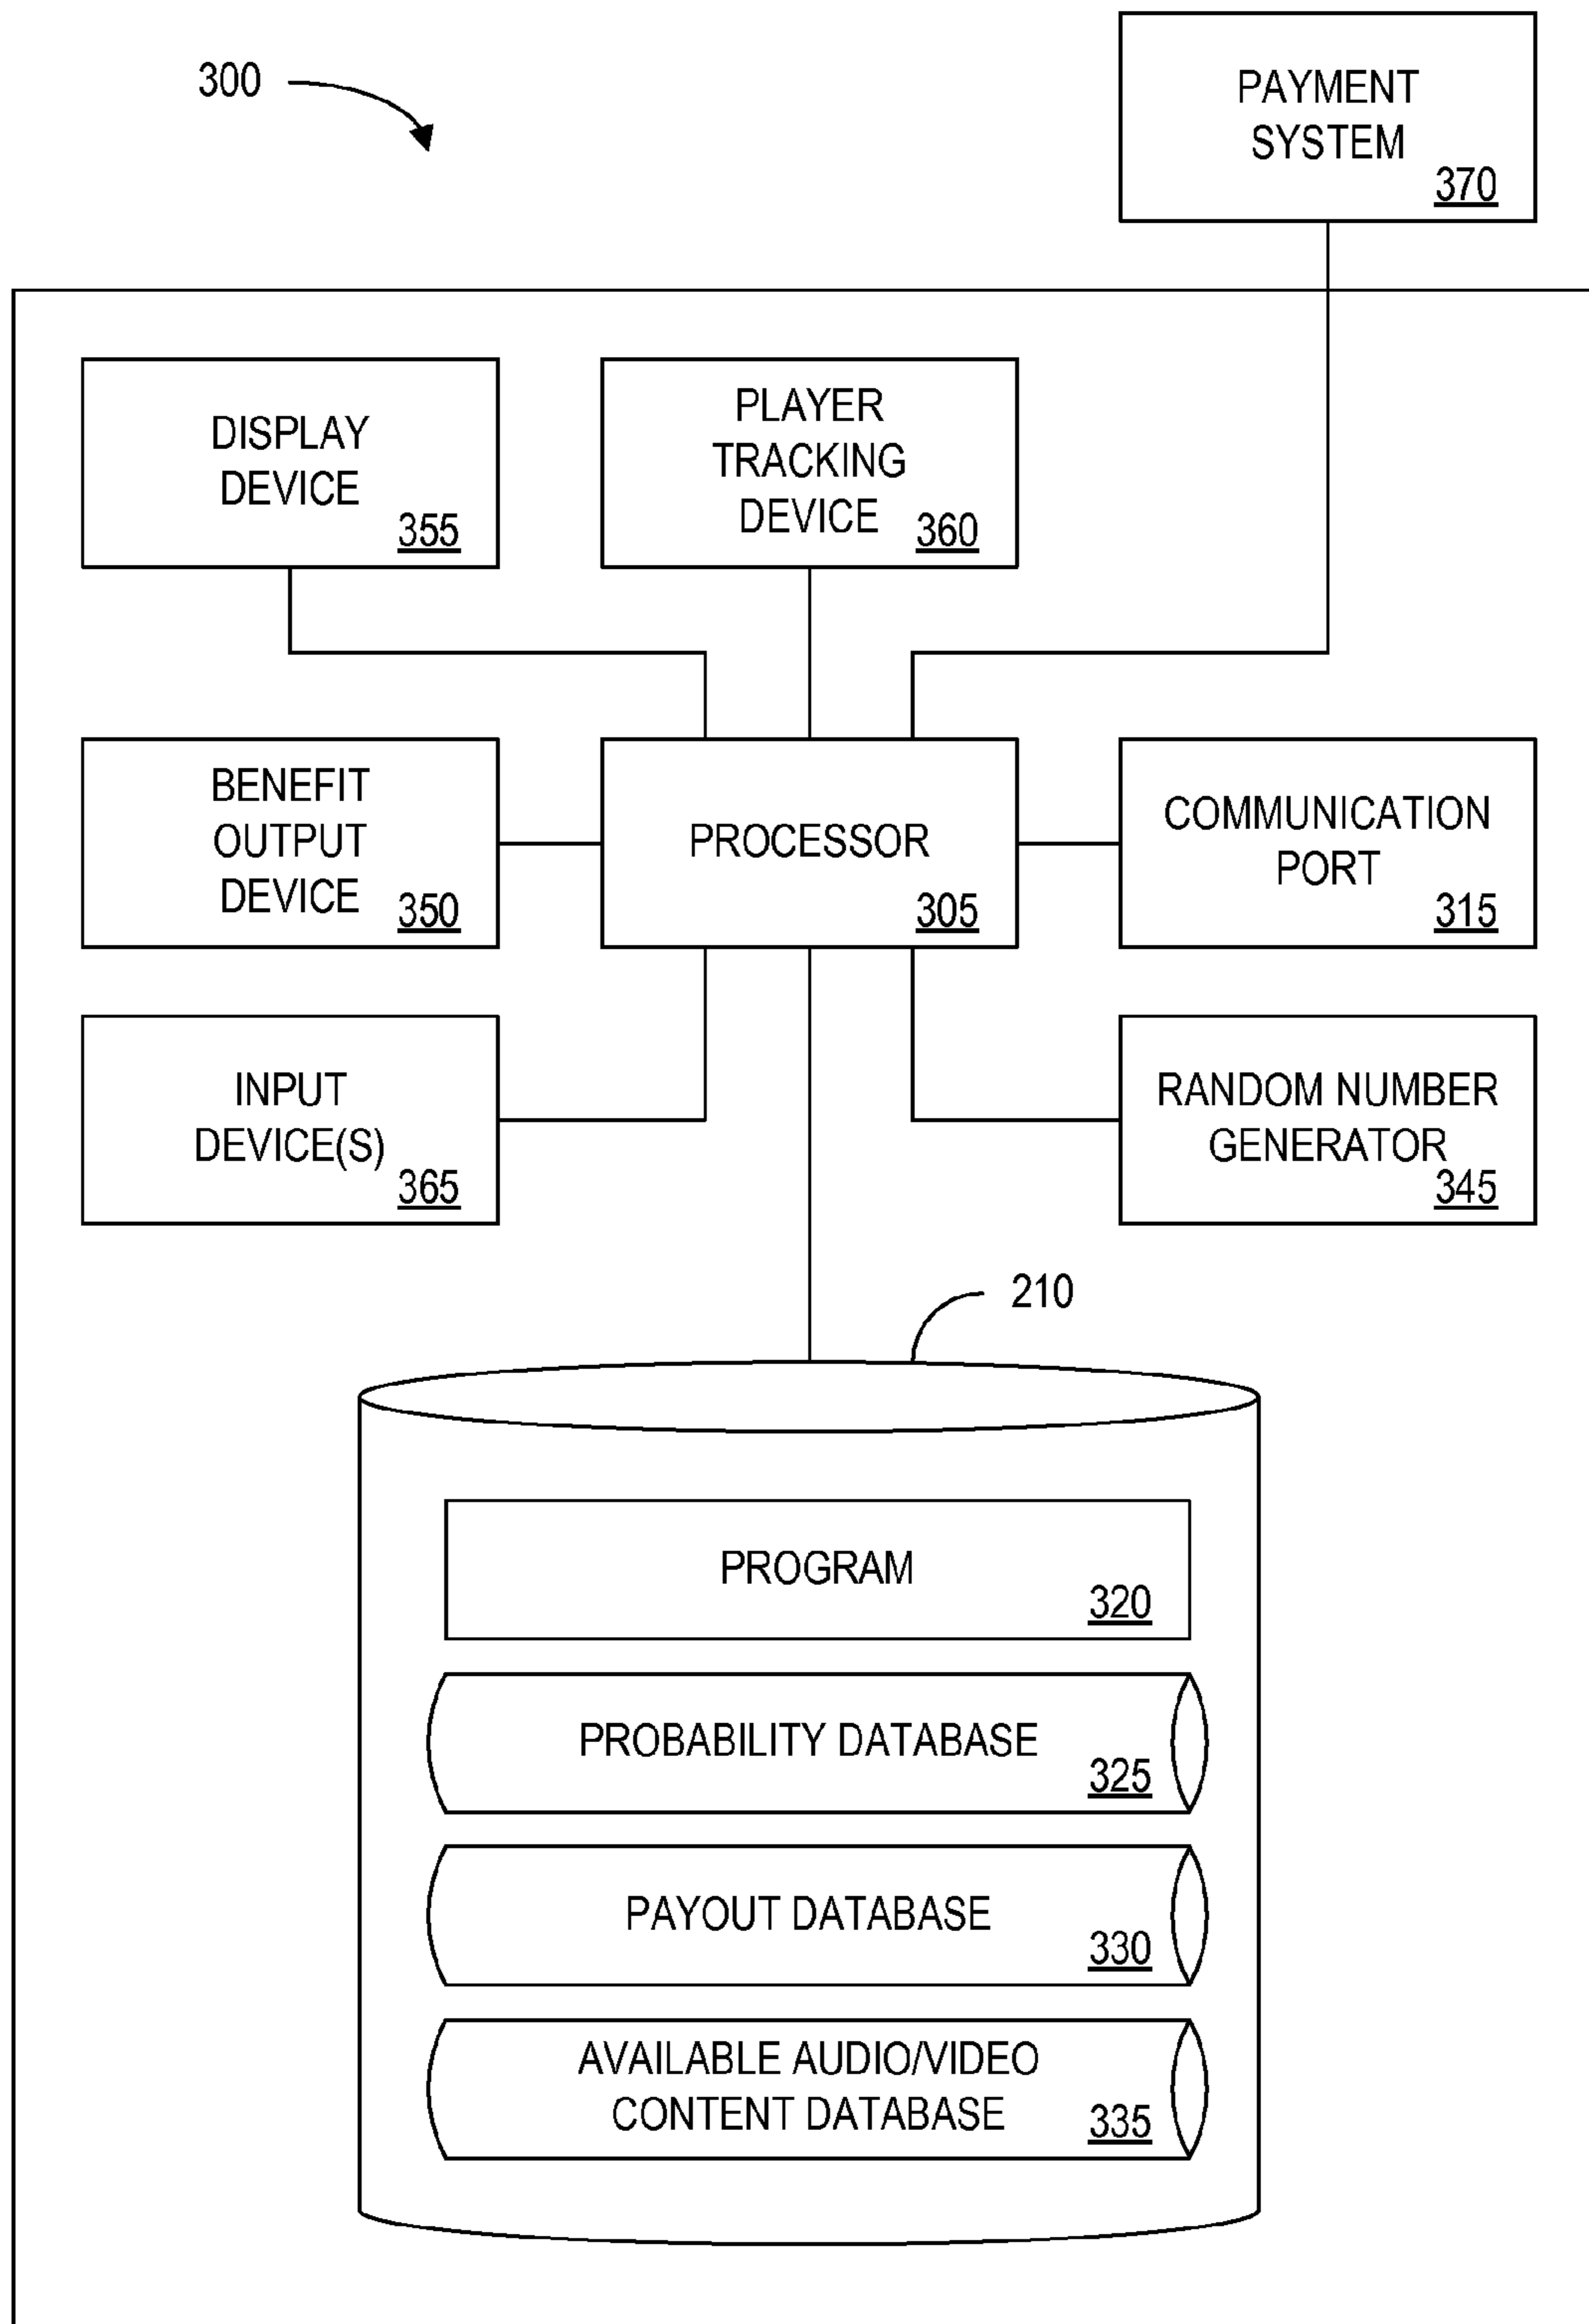 300
PAYMENT
SYSTEM
370
DISPLAY
DEVICE
355
PLAYER
TRACKING
DEVICE
360
BENEFIT
OUTPUT
DEVICE
350
PROCESSOR
305
COMMUNICATION
PORT
315
INPUT
DEVICE(S)
365
RANDOM NUMBER
GENERATOR
345
210
PROGRAM
320
PROBABILITY DATABASE
325
PAYOUT DATABASE
330
AVAILABLE AUDIO/VIDEO
CONTENT DATABASE
335